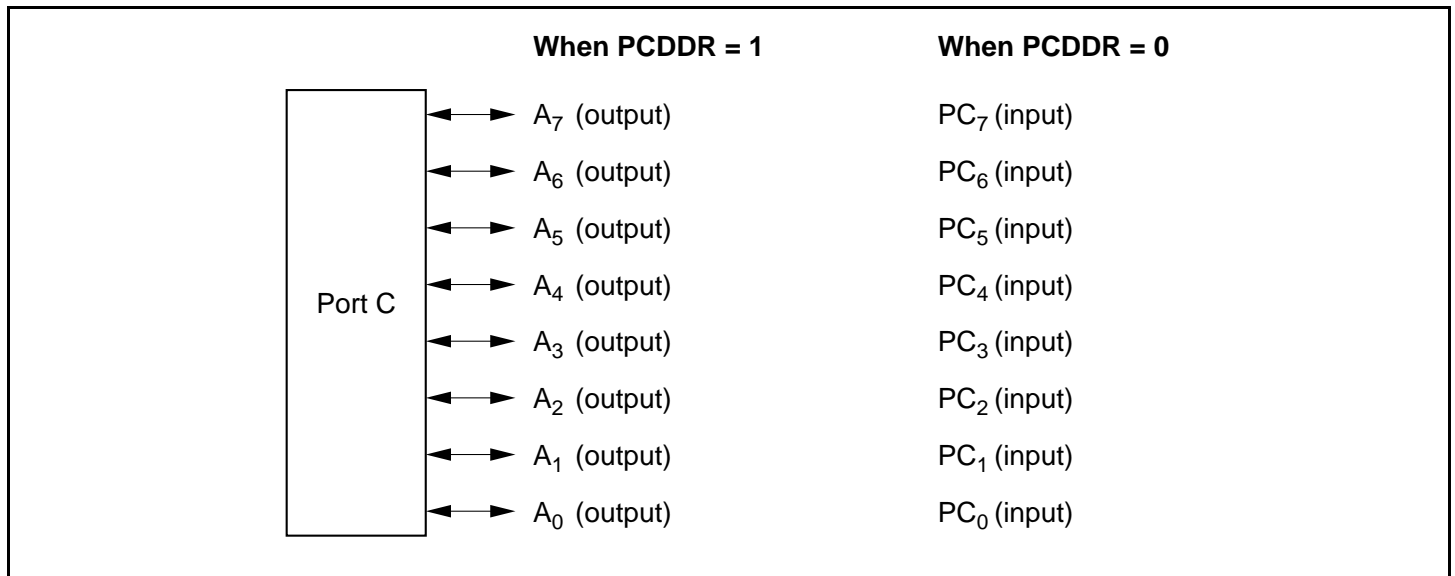 When PCDDR = 1 When PCDDR = 0
A7 (output) PC7 (input)
A6 (output) PC6 (input)
A5 (output) PC5 (input)
A4 (output) PC4 (input)
Port C
A3 (output) PC3 (input)
A2 (output) PC2 (input)
A1 (output) PC1 (input)
A0 (output) PC0 (input)